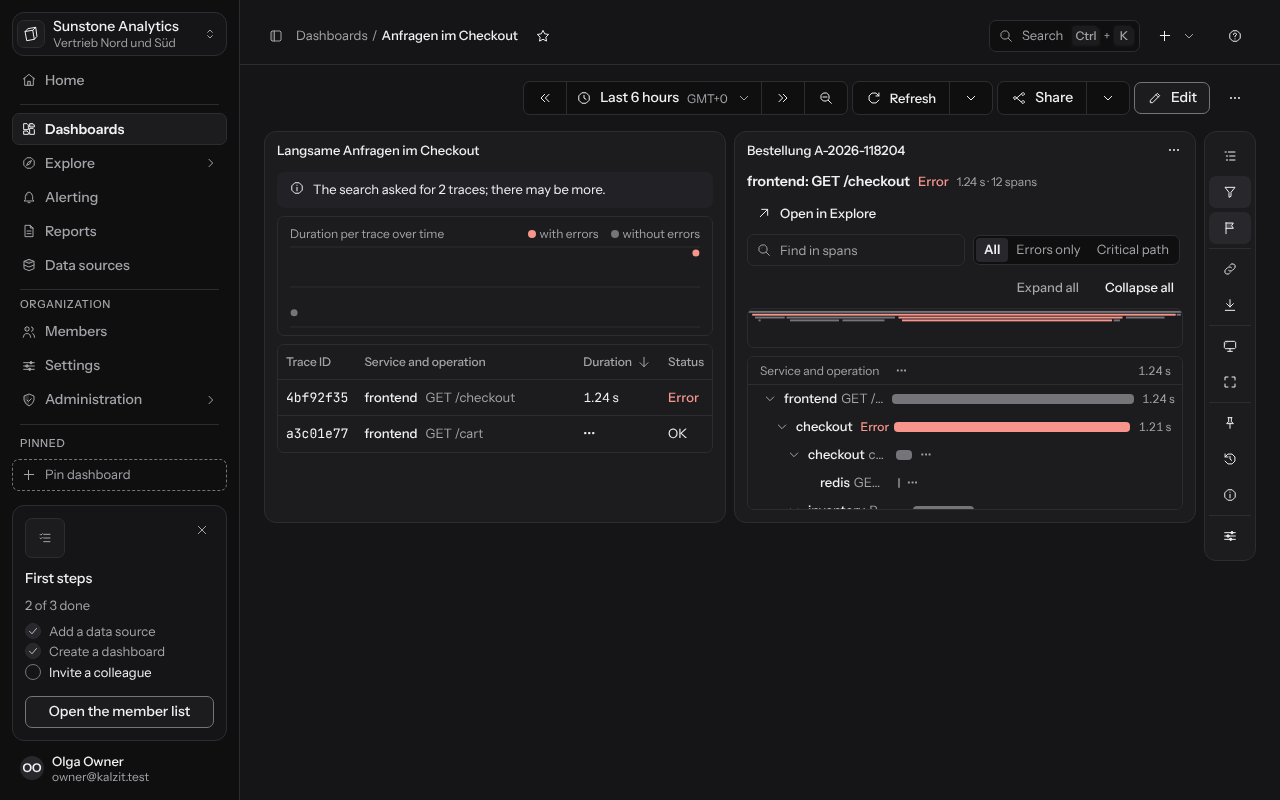 Sunstone Analytics
Vertrieb Nord und Süd
Home
Dashboards
Explore
Alerting
Reports
Data sources
ORGANIZATION
Members
Settings
Administration
PINNED
Pin dashboard
First steps
2 of 3 done
Add a data source
Create a dashboard
Invite a colleague
Open the member list
OO
Olga Owner
owner@kalzit.test
Dashboards / Anfragen im Checkout
Search Ctrl + K
Last 6 hours GMT+0
Refresh
Share
Edit
Langsame Anfragen im Checkout
The search asked for 2 traces; there may be more.
Duration per trace over time with errors without errors
Trace ID Service and operation Duration Status
4bf92f35 frontend GET /checkout 1.24 s Error
a3c01e77 frontend GET /cart ... OK
Bestellung A-2026-118204
frontend: GET /checkout Error 1.24 s · 12 spans
Open in Explore
Find in spans
All Errors only Critical path
Expand all Collapse all
Service and operation ... 1.24 s
frontend GET /... 1.24 s
checkout Error 1.21 s
checkout c... ...
redis GE... ...